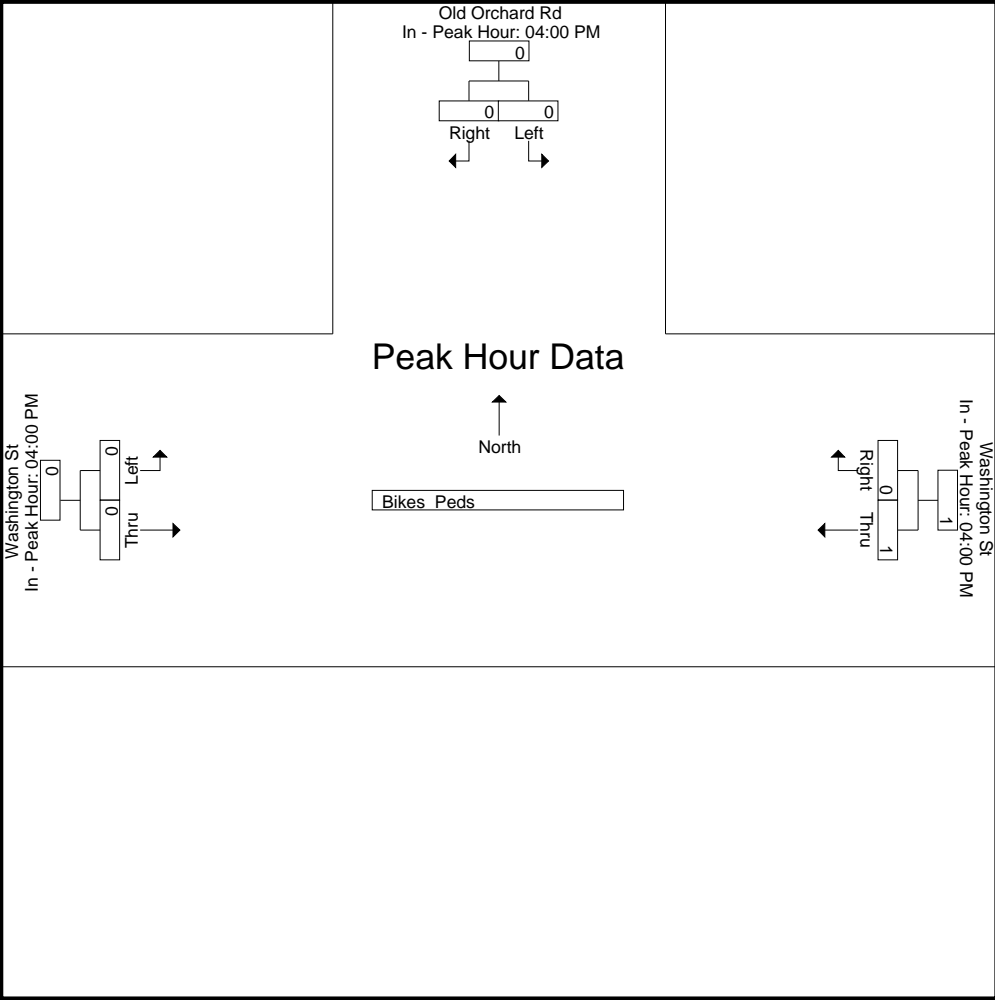 Old Orchard Rd
In - Peak Hour: 04:00 PM
0
0 0
Right Left
Peak Hour Data
North
Bikes Peds
Washington St
In - Peak Hour: 04:00 PM
0
0 0
Left Thru
Washington St
In - Peak Hour: 04:00 PM
1
0 1
Right Thru